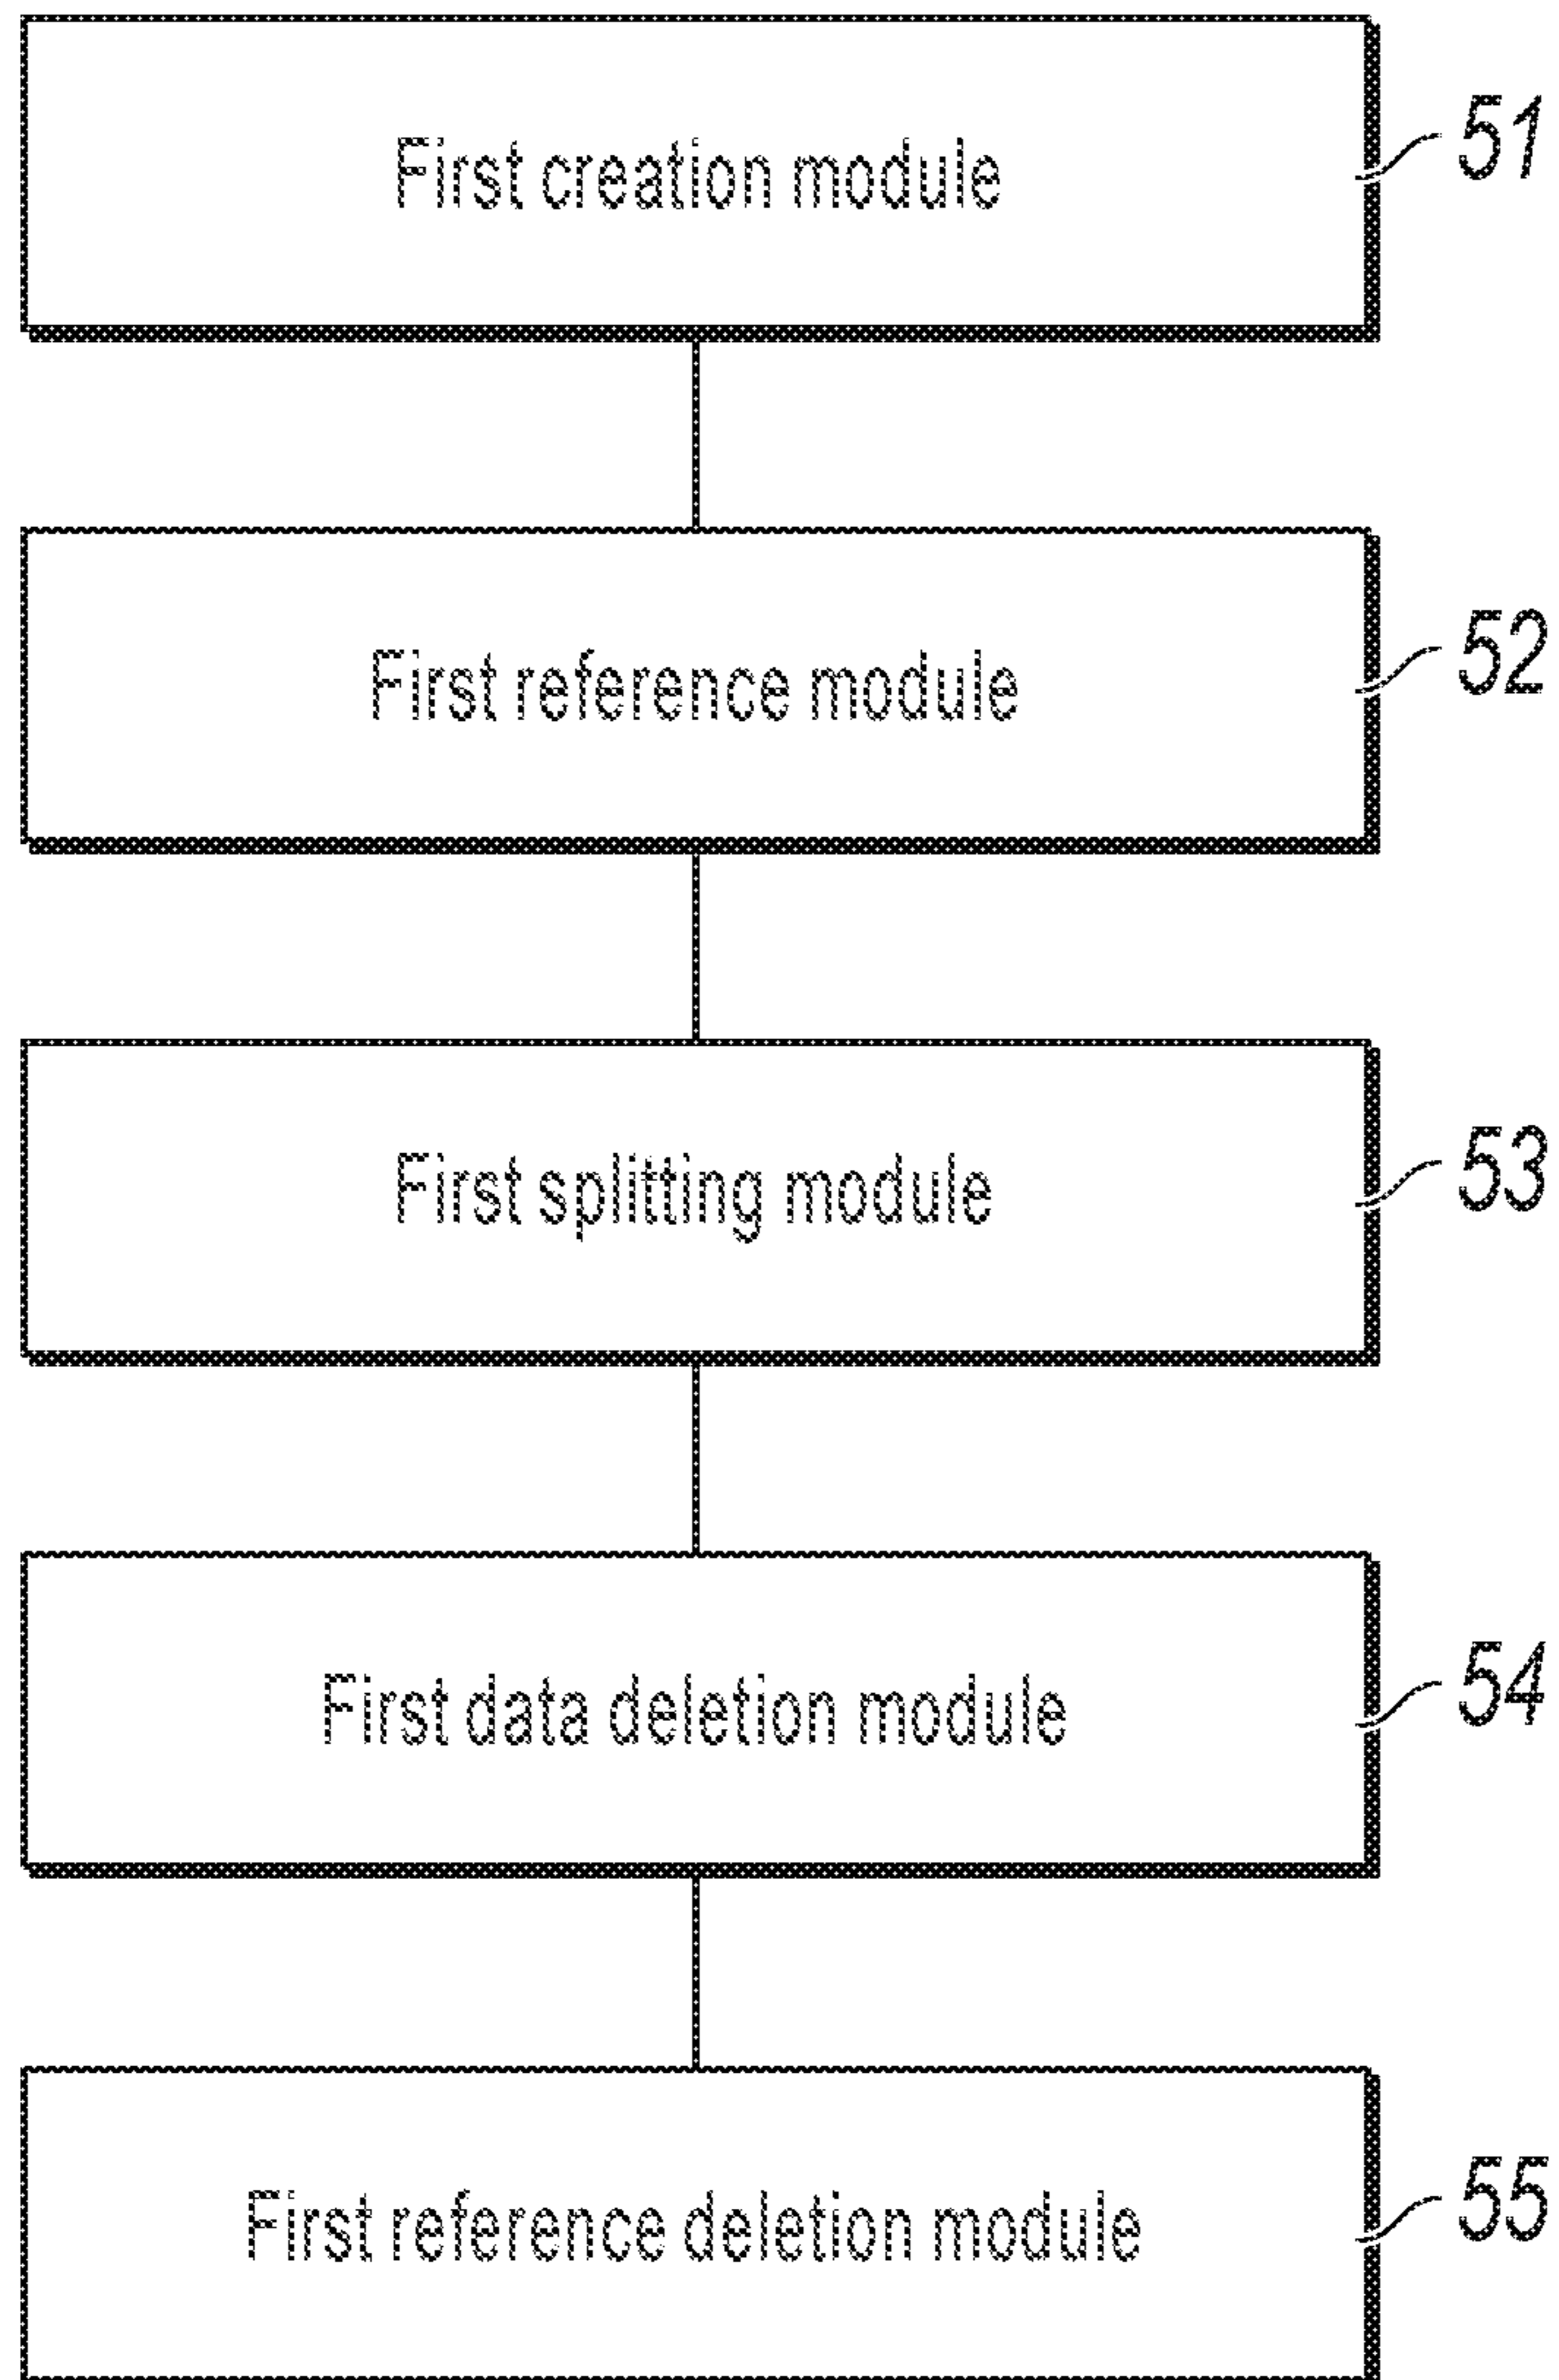 First creation module
51
First reference module
52
First splitting module
53
First data deletion module
54
First reference deletion module
55